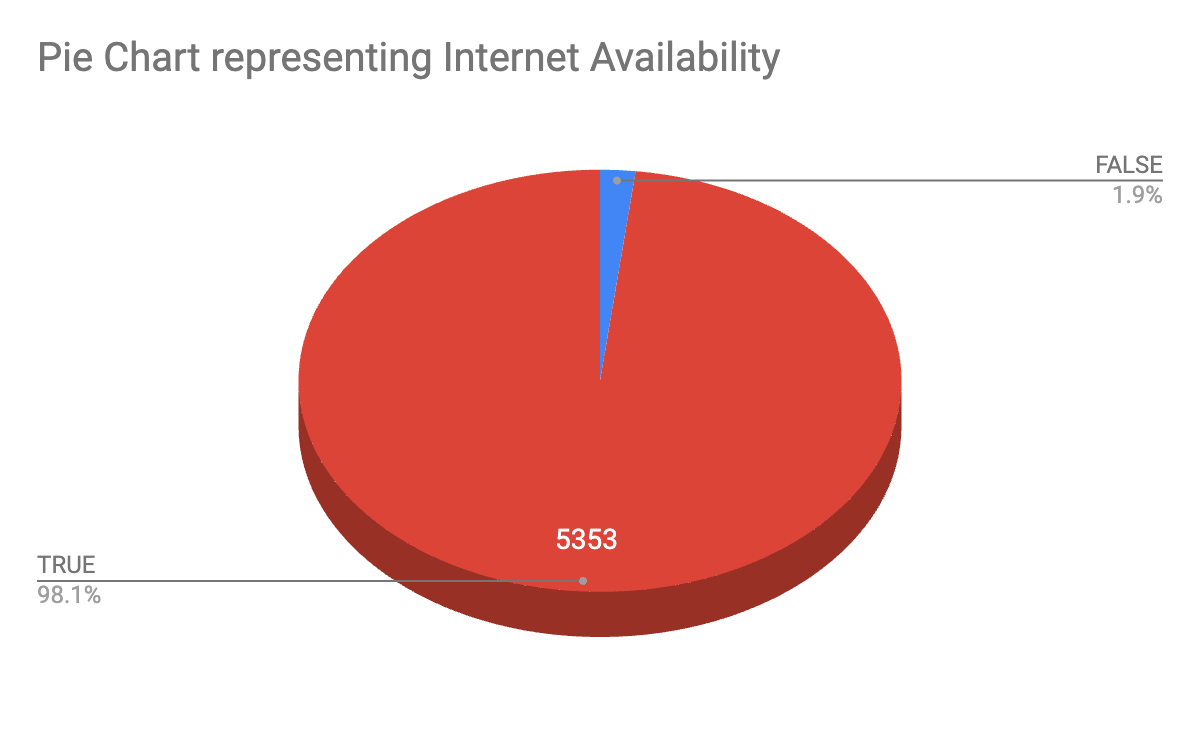 Pie Chart representing Internet Availability
FALSE
1.9%
5353
TRUE
98.1%